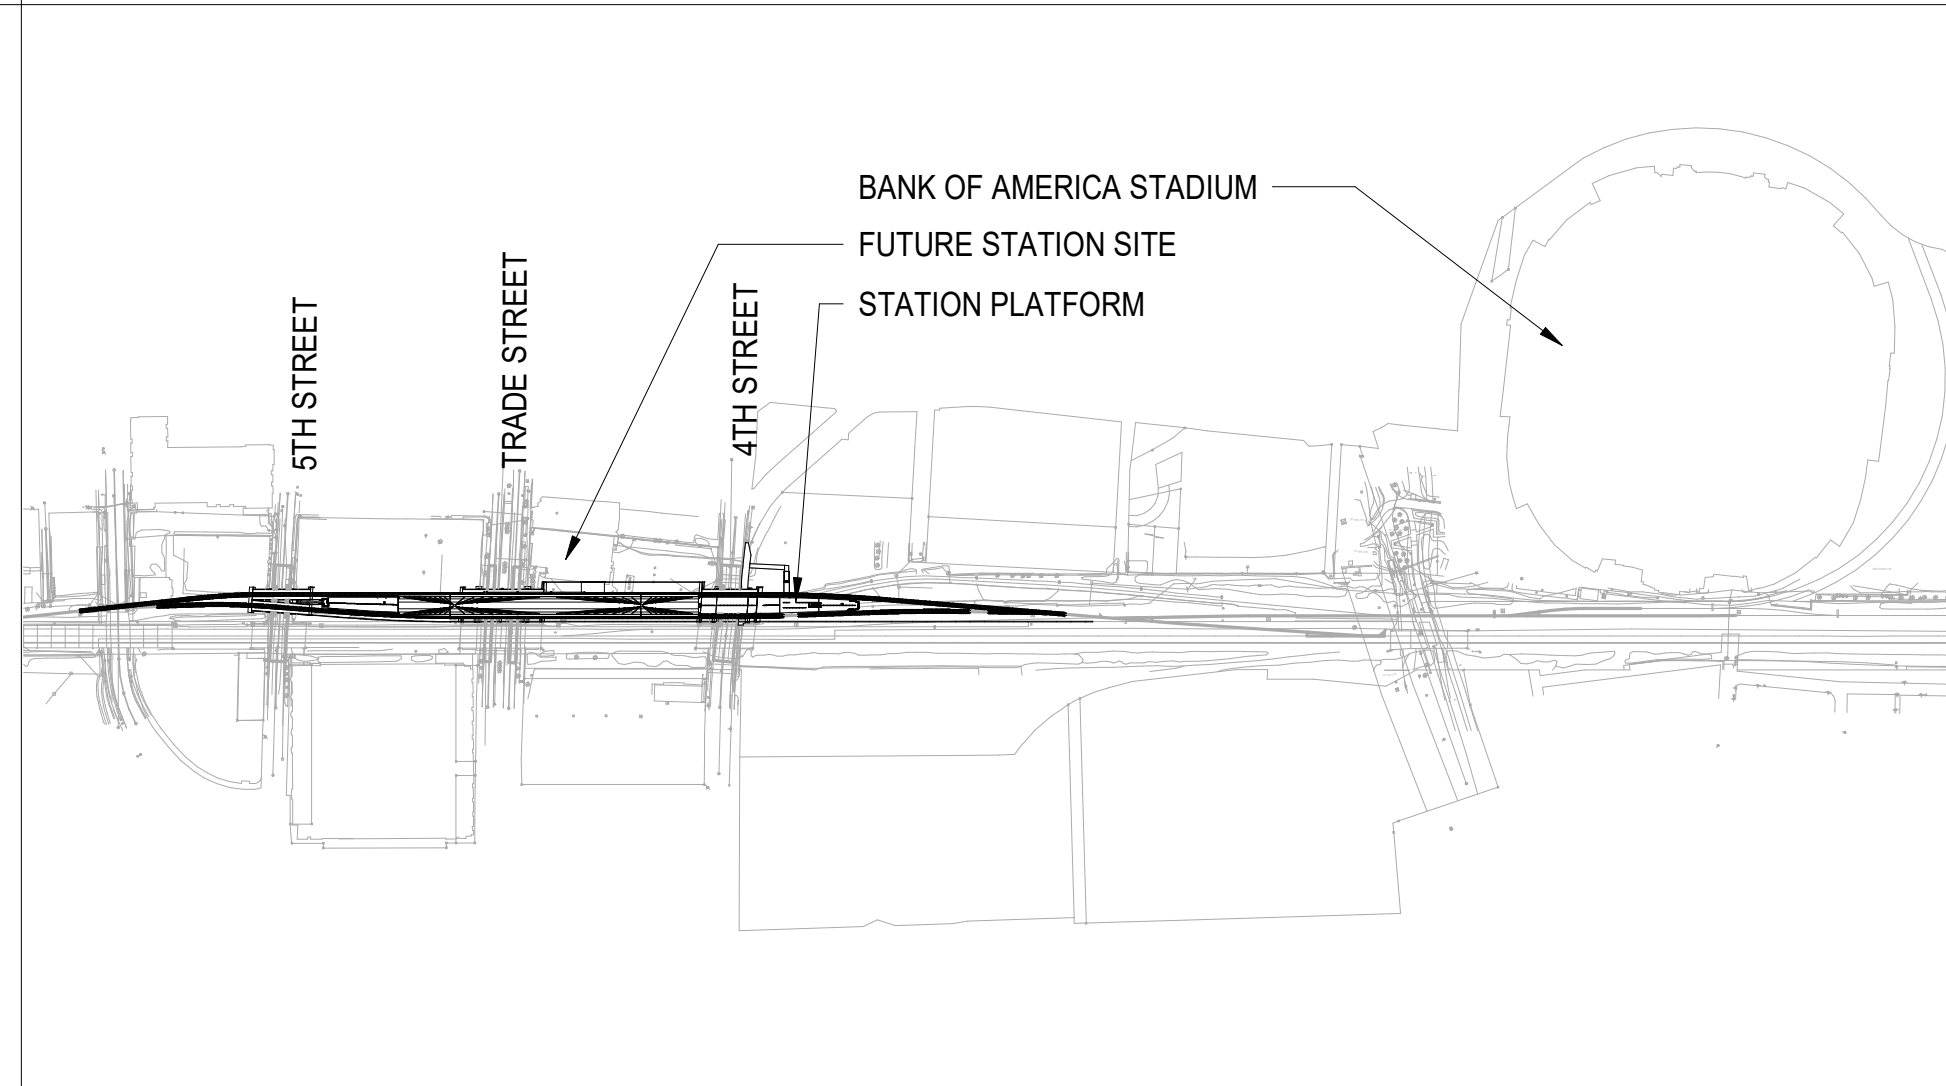 BANK OF AMERICA STADIUM
FUTURE STATION SITE
STATION PLATFORM
5TH STREET
TRADE STREET
4TH STREET